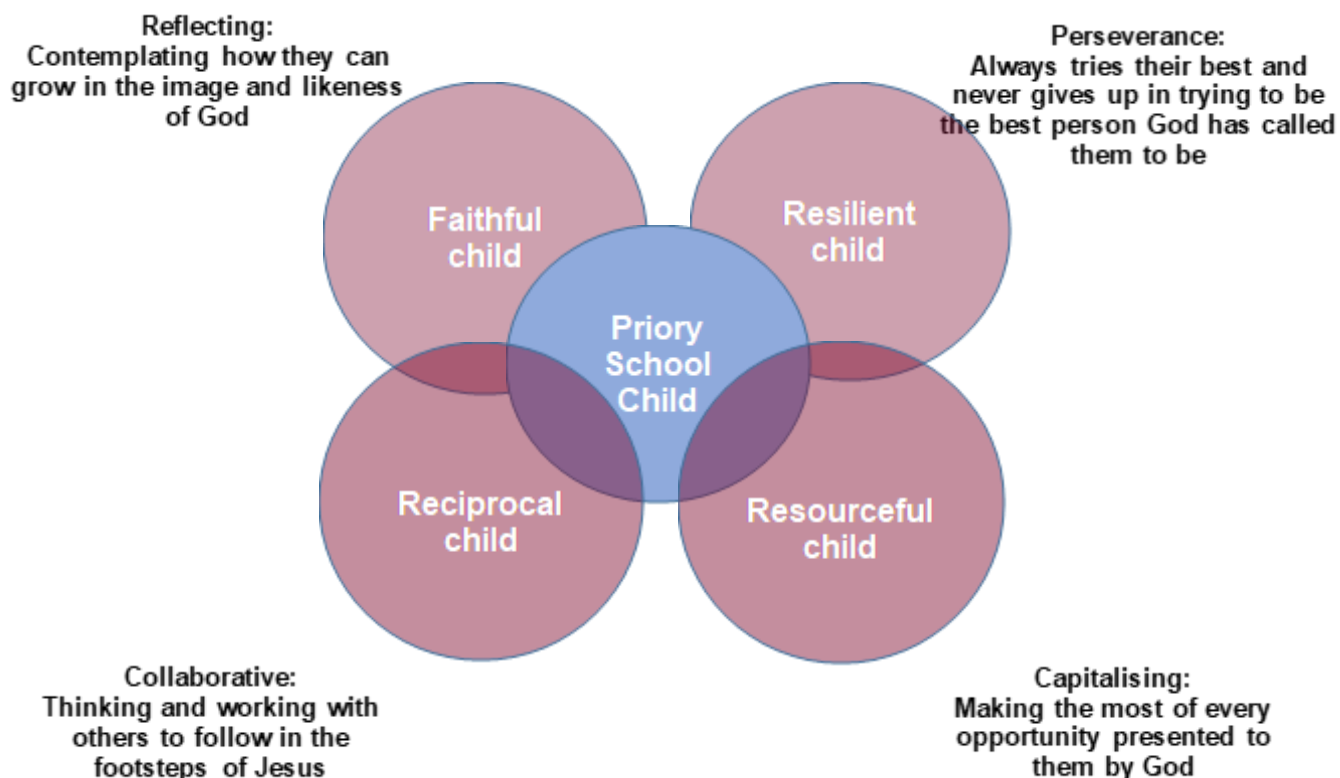 Reflecting:
Contemplating how they can
grow in the image and likeness
of God
Perseverance:
Always tries their best and
never gives up in trying to be
the best person God has called
them to be
Faithful
child
Resilient
child
Priory
School
Child
Reciprocal
child
Resourceful
child
Collaborative:
Thinking and working with
others to follow in the
footsteps of Jesus
Capitalising:
Making the most of every
opportunity presented to
them by God